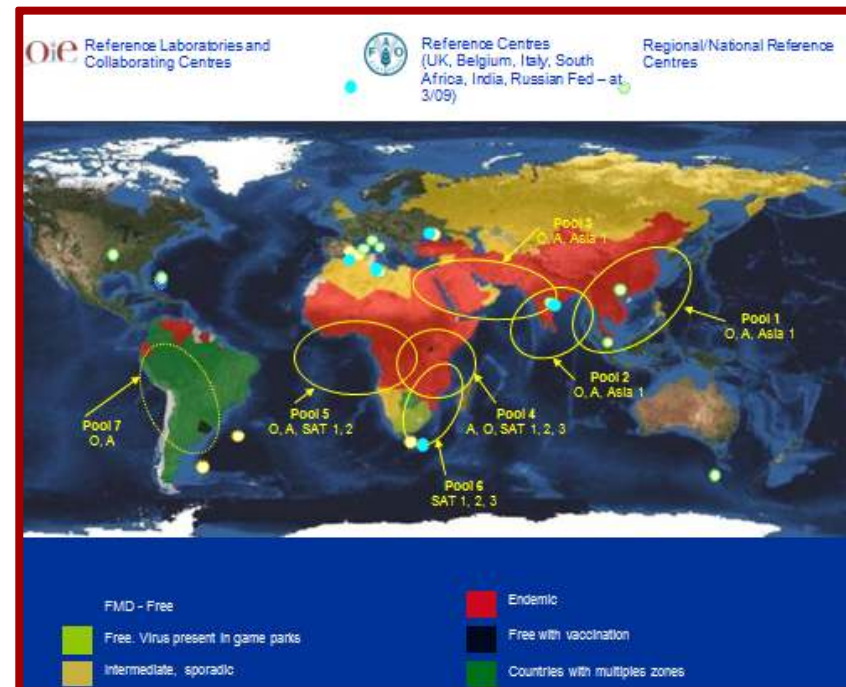 OiE
Reference Laboratories and
Collaborating Centres
F A O
Reference Centres
(UK, Belgium, Italy, South
Africa, India, Russian Fed – at
3/09)
Regional/National Reference
Centres
Pool 3
O, A, Asia 1
Pool 1
O, A, Asia 1
Pool 2
O, A, Asia 1
Pool 7
O, A
Pool 5
O, A, SAT 1, 2
Pool 4
A, O, SAT 1, 2, 3
Pool 6
SAT 1, 2, 3
FMD - Free
Free. Virus present in game parks
Intermediate, sporadic
Endemic
Free with vaccination
Countries with multiples zones